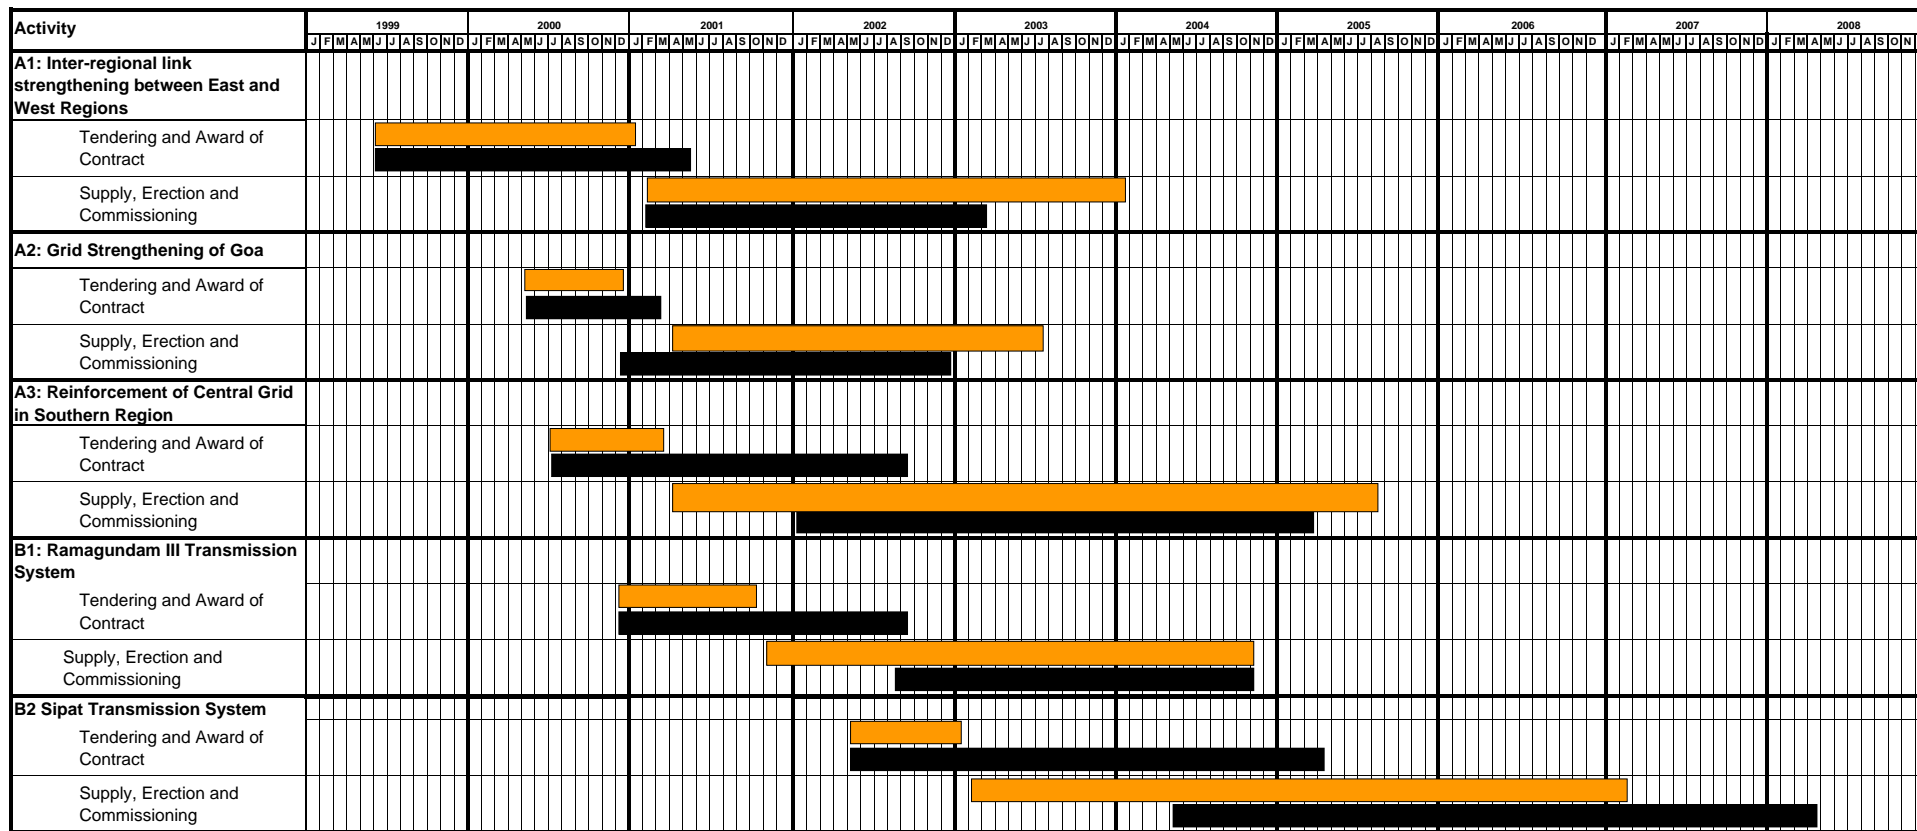 Activity 1999 2000 2001 2002 2003 2004 2005 2006 2007 2008
J F M A M J J A S O N D J F M A M J J A S O N D J F M A M J J A S O N D J F M A M J J A S O N D J F M A M J J A S O N D J F M A M J J A S O N D J F M A M J J A S O N D J F M A M J J A S O N D J F M A M J J A S O N D J F M A M J J A S O N
A1: Inter-regional link
strengthening between East and
West Regions
Tendering and Award of
Contract
Supply, Erection and
Commissioning
A2: Grid Strengthening of Goa
Tendering and Award of
Contract
Supply, Erection and
Commissioning
A3: Reinforcement of Central Grid
in Southern Region
Tendering and Award of
Contract
Supply, Erection and
Commissioning
B1: Ramagundam III Transmission
System
Tendering and Award of
Contract
Supply, Erection and
Commissioning
B2 Sipat Transmission System
Tendering and Award of
Contract
Supply, Erection and
Commissioning